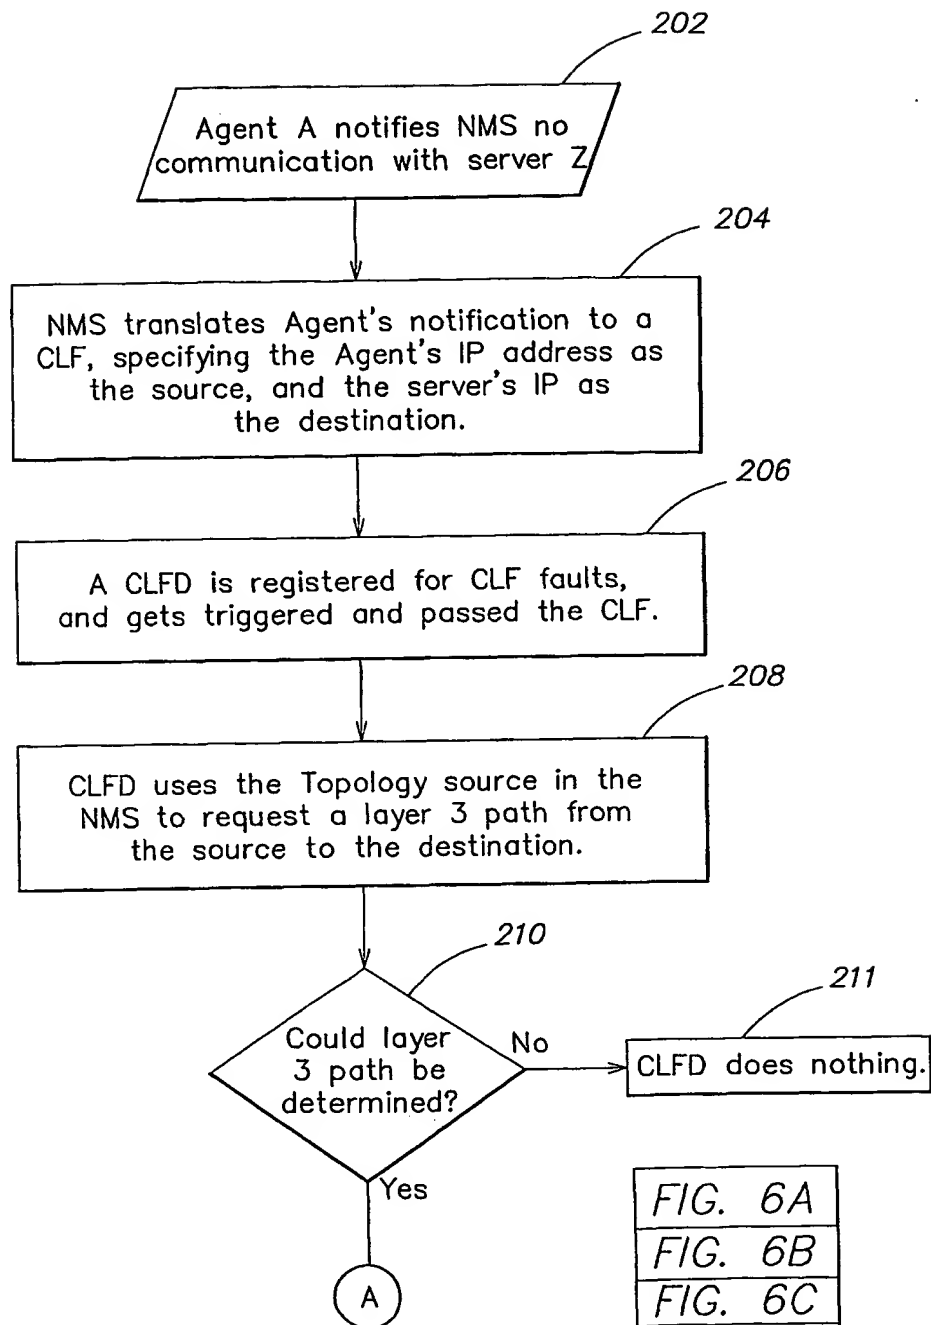 202
Agent A notifies NMS no
communication with server Z
204
NMS translates Agent's notification to a
CLF, specifying the Agent's IP address as
the source, and the server's IP as
the destination.
206
A CLFD is registered for CLF faults,
and gets triggered and passed the CLF.
208
CLFD uses the Topology source in the
NMS to request a layer 3 path from
the source to the destination.
210
Could layer
3 path be
determined?
No
211
CLFD does nothing.
Yes
A
FIG. 6A
FIG. 6B
FIG. 6C